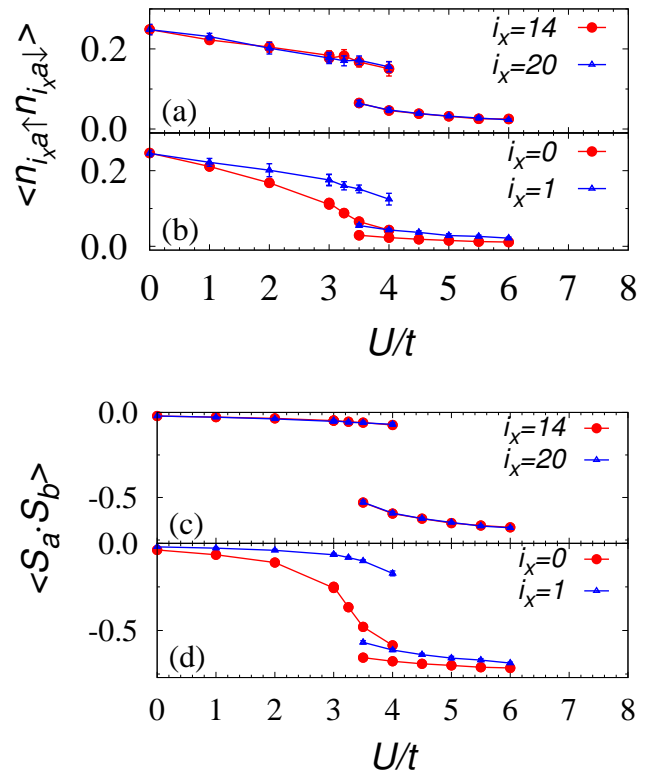 <n_{i_x a↑} n_{i_x a↓}>
0.2
0.0
(a)
i_x=14
i_x=20
0.2
0.0
(b)
i_x=0
i_x=1
0 1 2 3 4 5 6 7 8
U/t
<S_a·S_b>
0.0
-0.5
(c)
i_x=14
i_x=20
0.0
-0.5
(d)
i_x=0
i_x=1
0 1 2 3 4 5 6 7 8
U/t